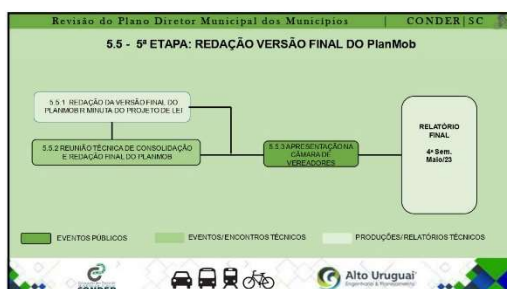 Revisão do Plano Diretor Municipal dos Municípios | CONDER|SC
5.5 - 5ª ETAPA: REDAÇÃO VERSÃO FINAL DO PlanMob
5.5.1 REDAÇÃO DA VERSÃO FINAL DO
PLANMOB R MINUTA DO PROJETO DE LEI
5.5.2 REUNIÃO TÉCNICA DE CONSOLIDAÇÃO
E REDAÇÃO FINAL DO PLANMOB
5.5.3 APRESENTAÇÃO NA
CÂMARA DE
VEREADORES
RELATÓRIO
FINAL
4ª Sem.
Maio/23
EVENTOS PÚBLICOS
EVENTOS/ENCONTROS TÉCNICOS
PRODUÇÕES/RELATÓRIOS TÉCNICOS
CONDER
Alto Uruguai
Engenharia & Planejamento